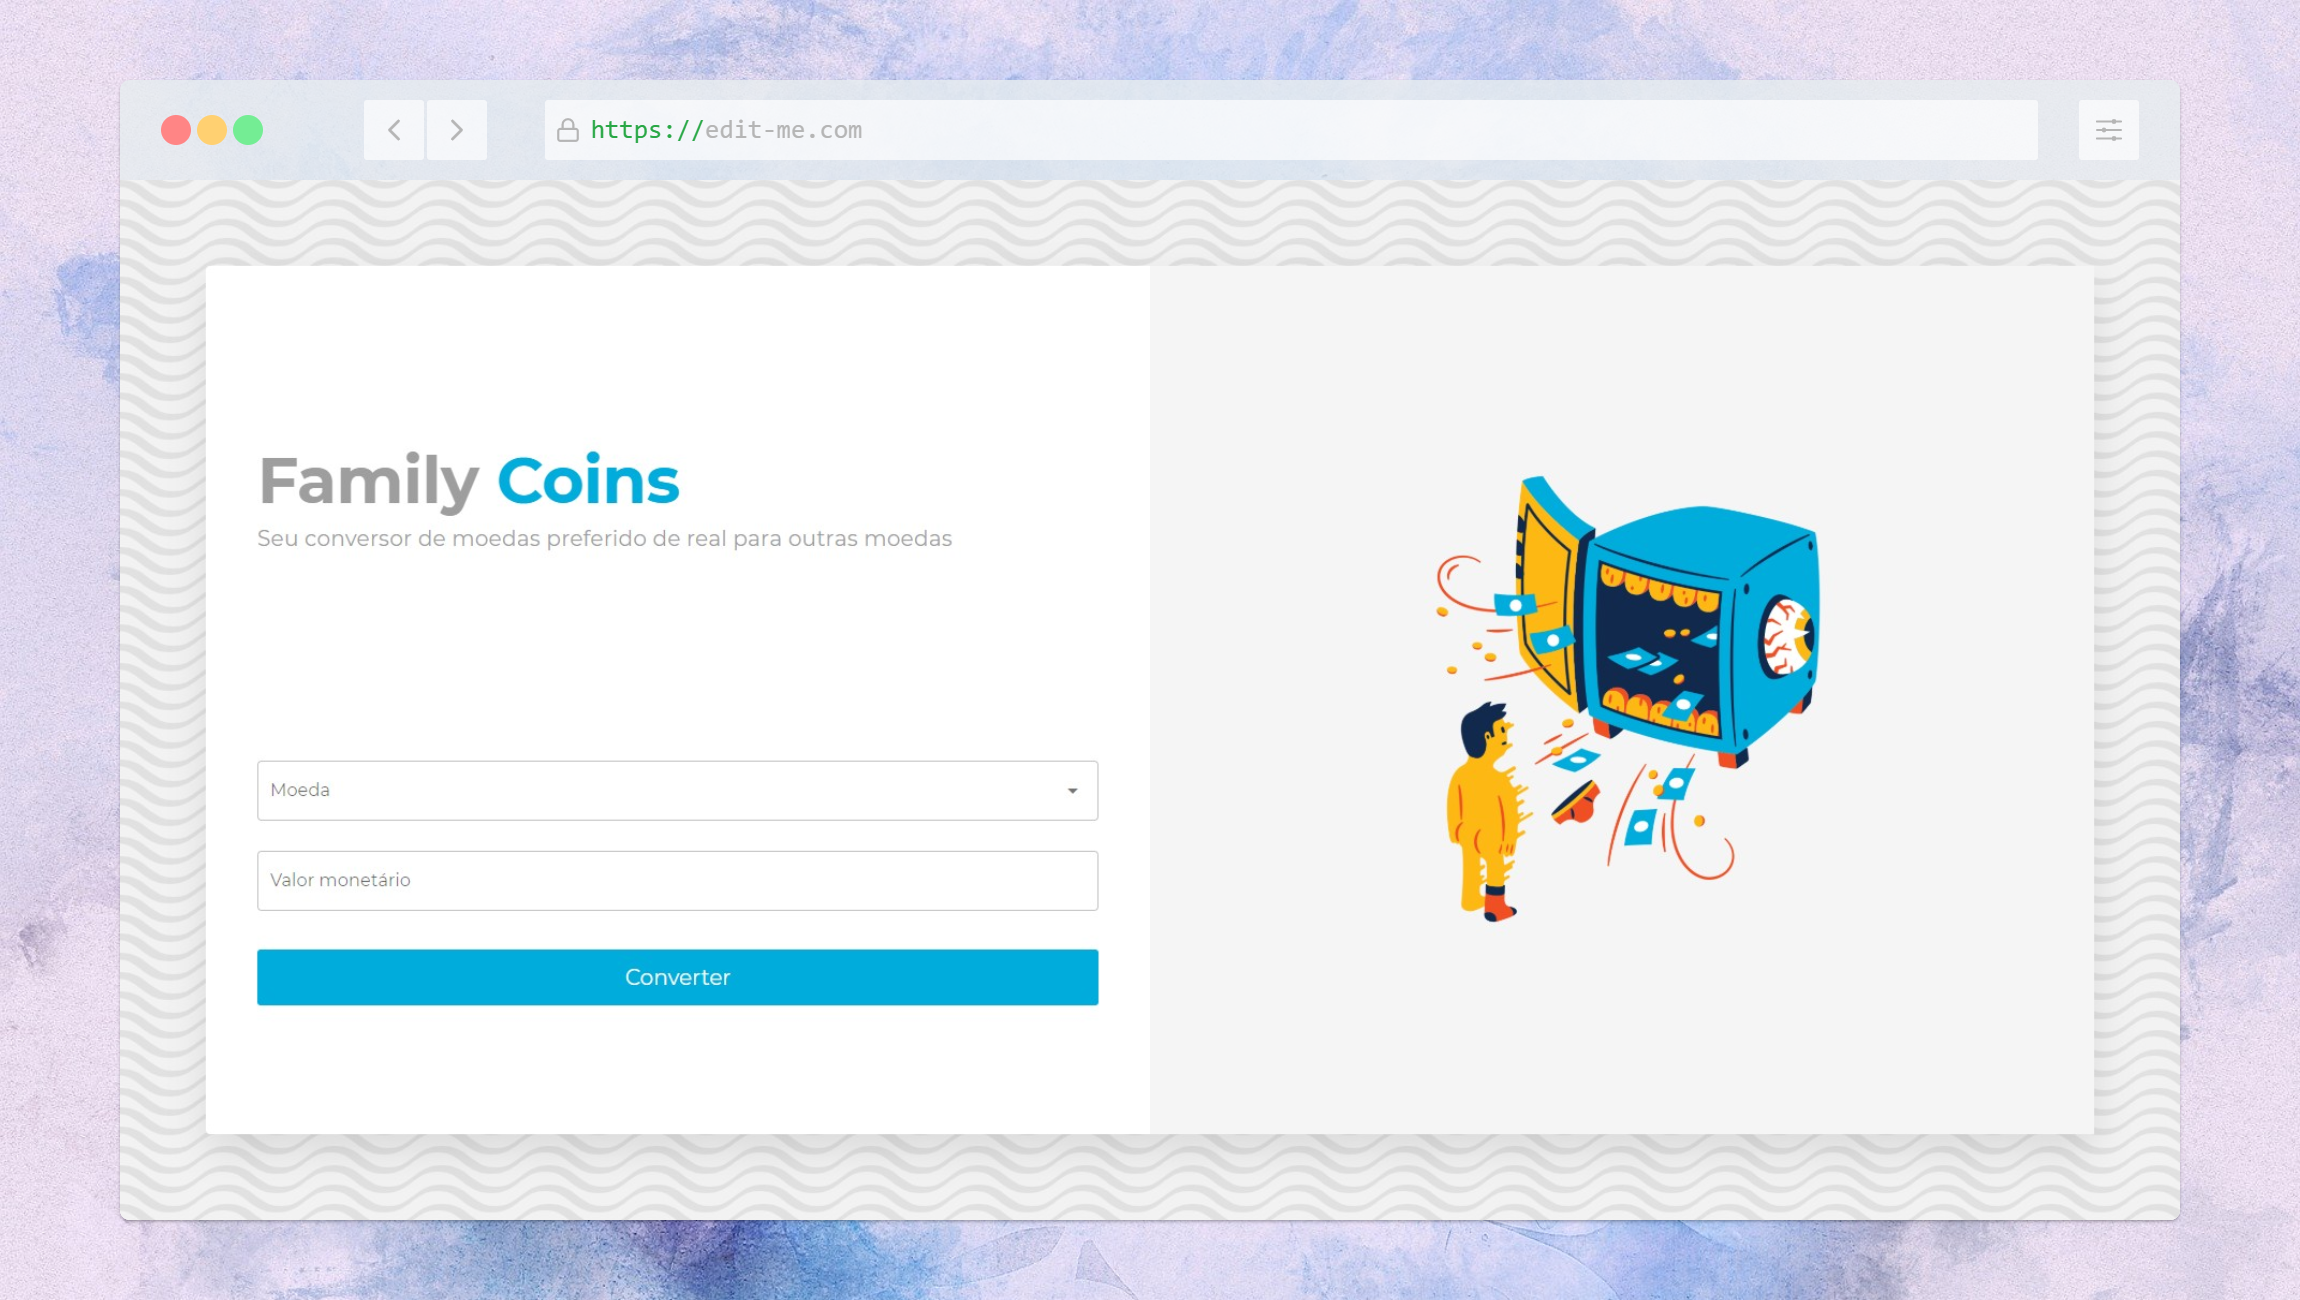 https://edit-me.com
Family Coins
Seu conversor de moedas preferido de real para outras moedas
Moeda
Valor monetário
Converter